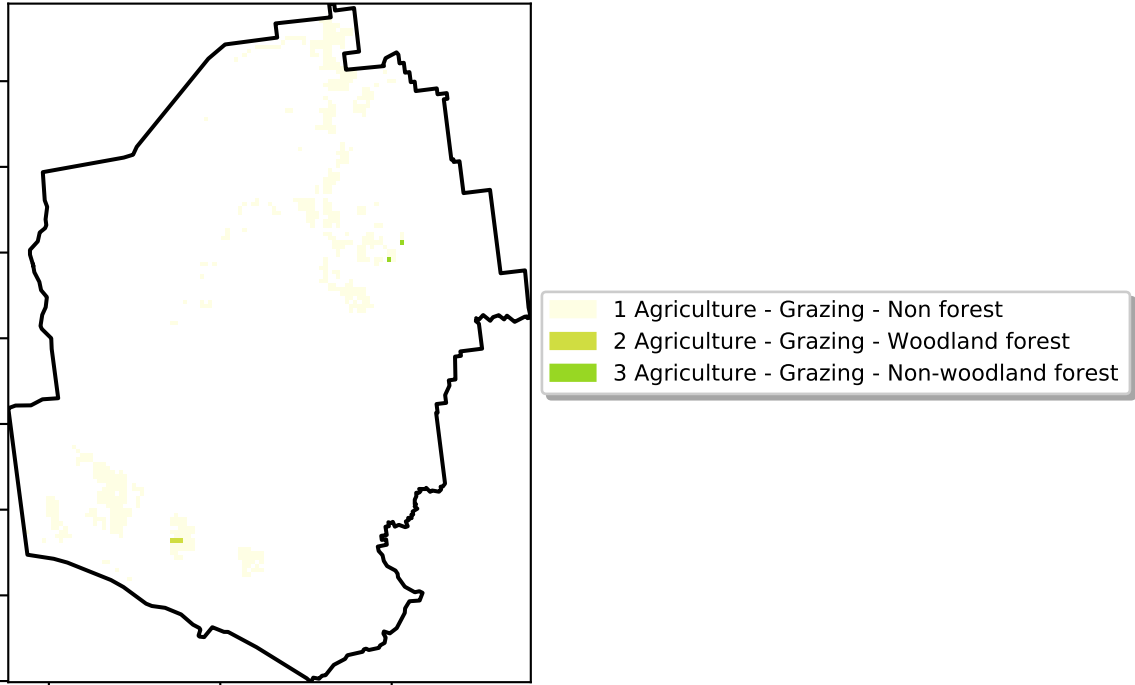 1 Agriculture - Grazing - Non forest
2 Agriculture - Grazing - Woodland forest
3 Agriculture - Grazing - Non-woodland forest